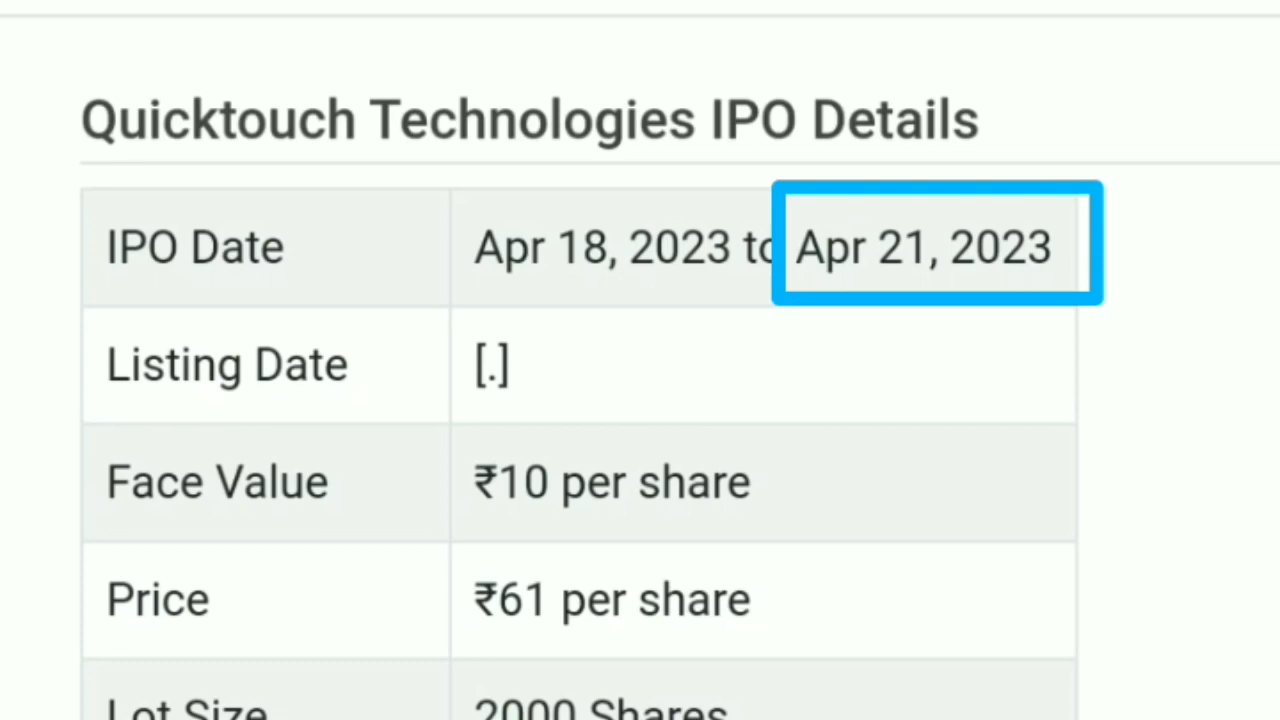 Quicktouch Technologies IPO Details
IPO Date Apr 18, 2023 to Apr 21, 2023
Listing Date [.]
Face Value ₹10 per share
Price ₹61 per share
Lot Size 2000 Shares